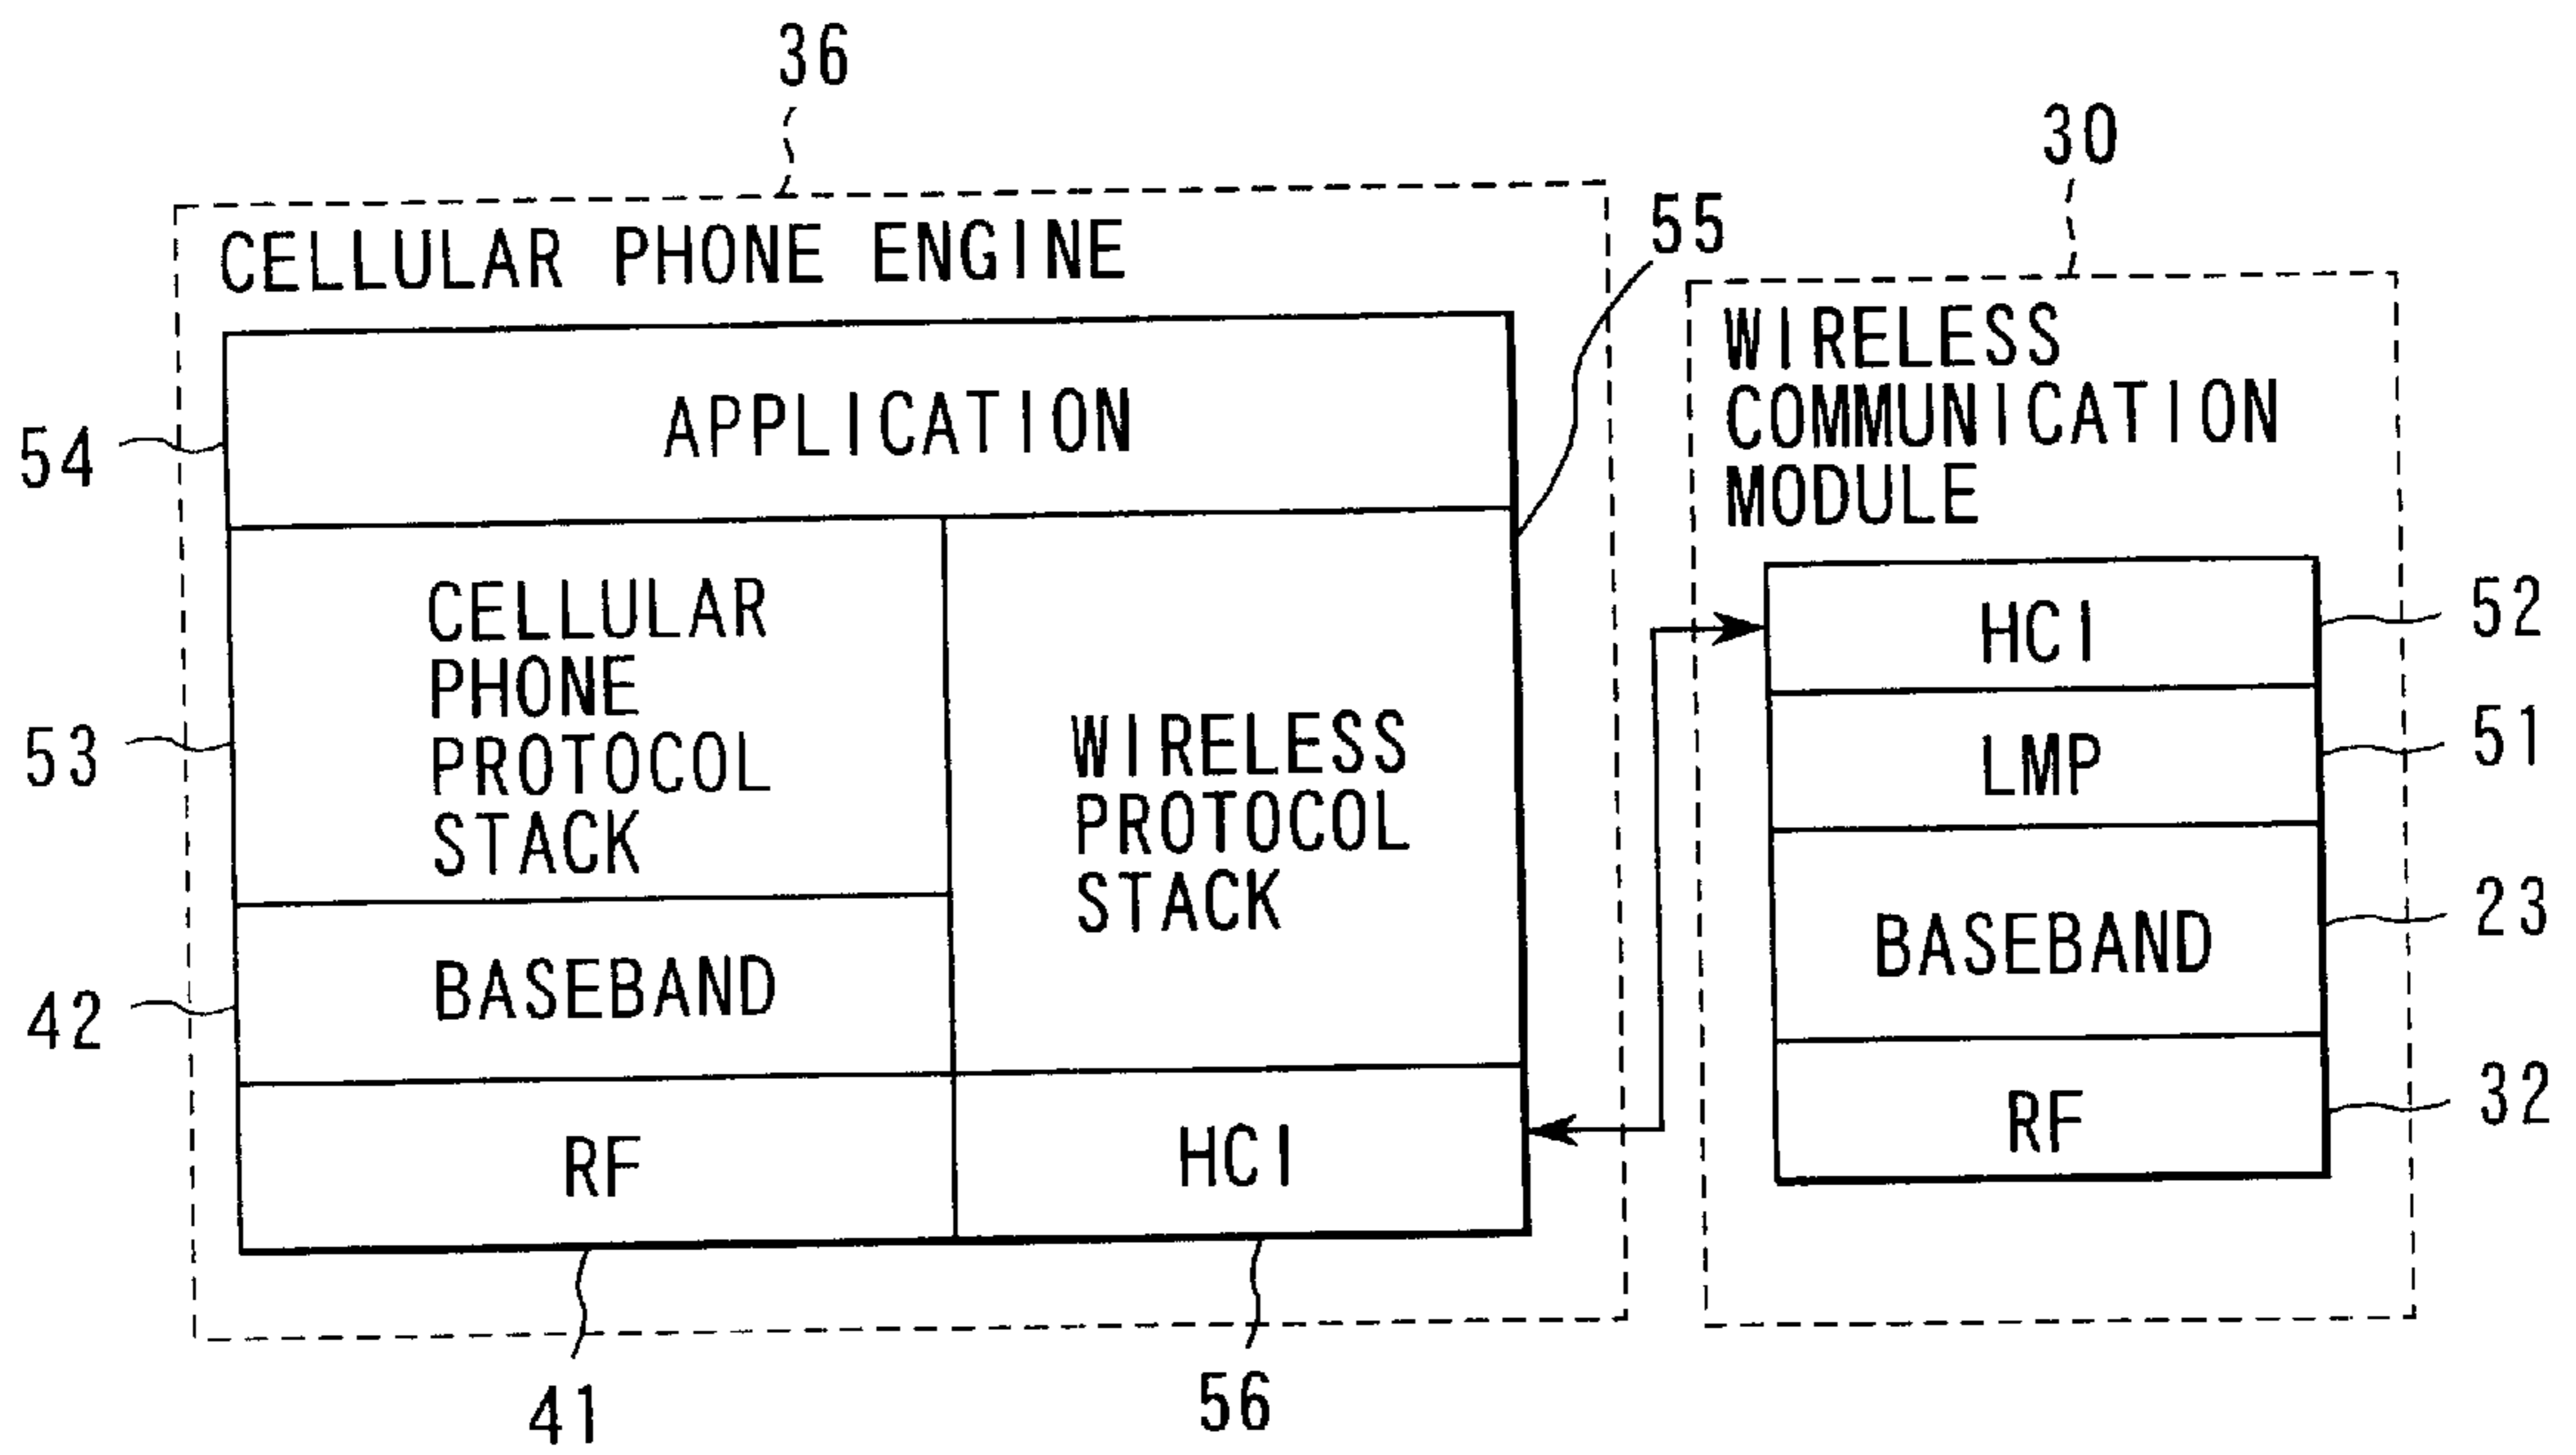 36
30
CELLULAR PHONE ENGINE
55
WIRELESS
COMMUNICATION
MODULE
APPLICATION
54
CELLULAR
PHONE
PROTOCOL
STACK
53
WIRELESS
PROTOCOL
STACK
HCI
52
LMP
51
BASEBAND
23
RF
32
BASEBAND
42
RF
HCI
41
56